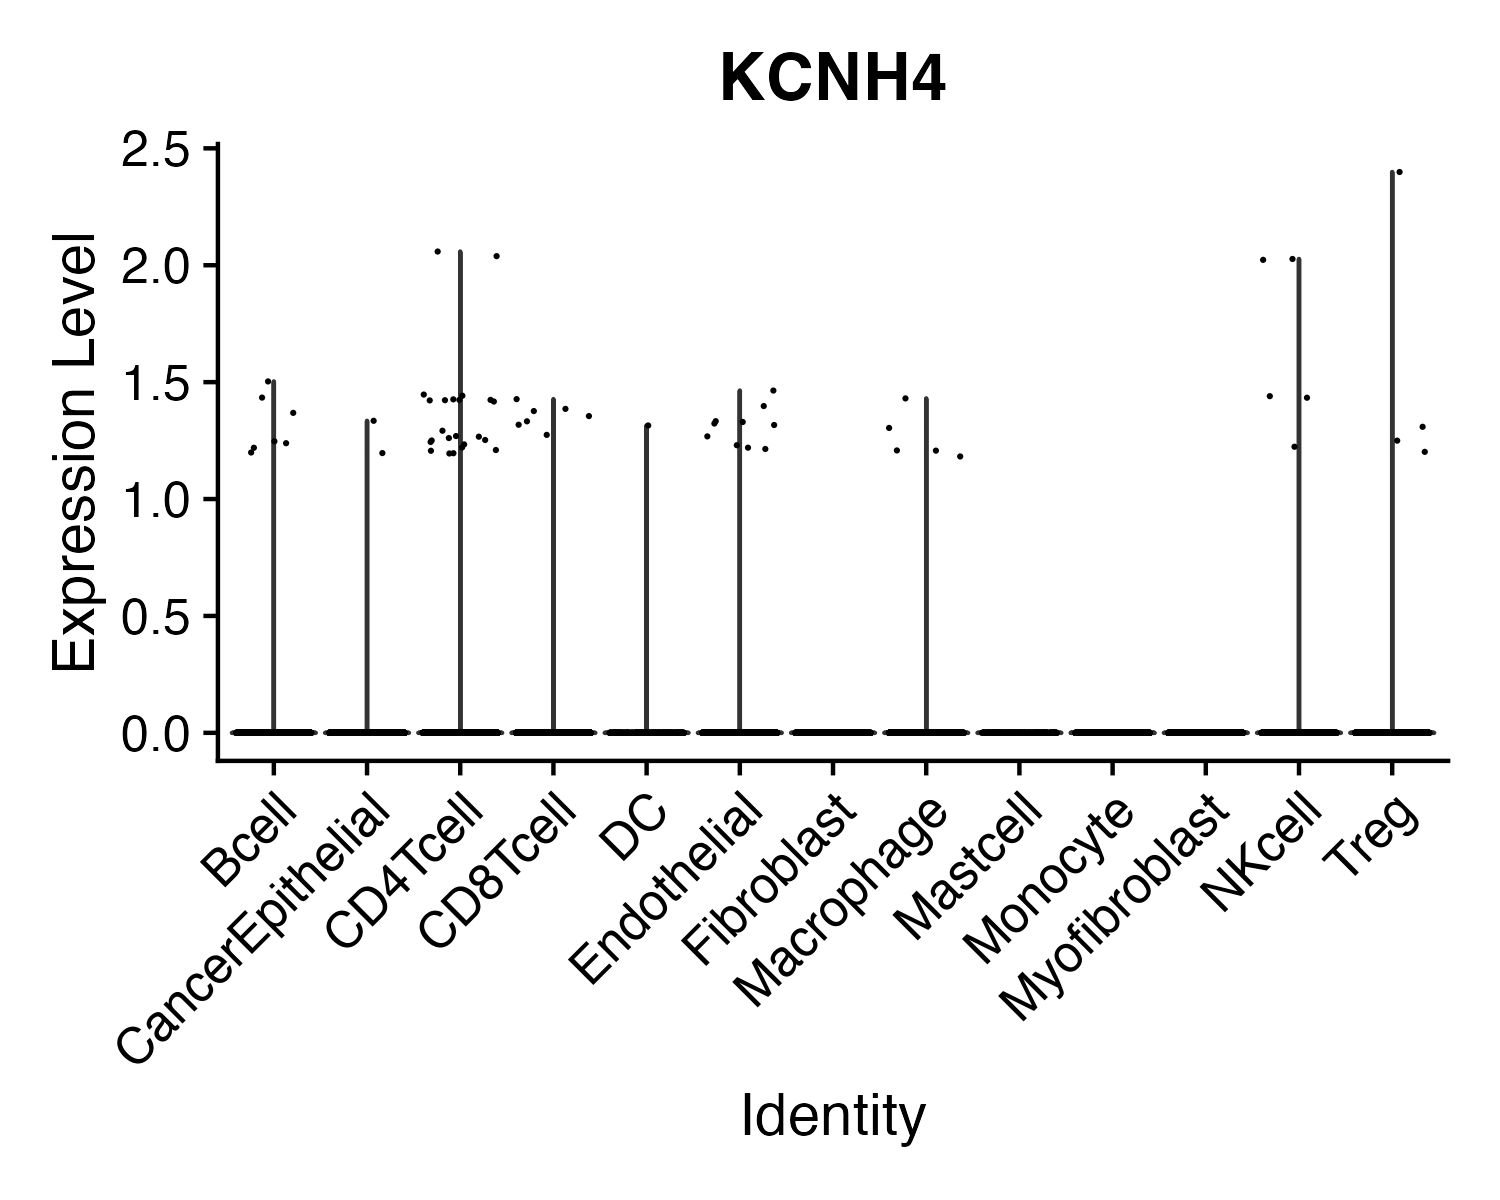 KCNH4
Expression Level
2.5
2.0
1.5
1.0
0.5
0.0
Bcell
CancerEpithelial
CD4Tcell
CD8Tcell
DC
Endothelial
Fibroblast
Macrophage
Mastcell
Monocyte
Myofibroblast
NKcell
Treg
Identity